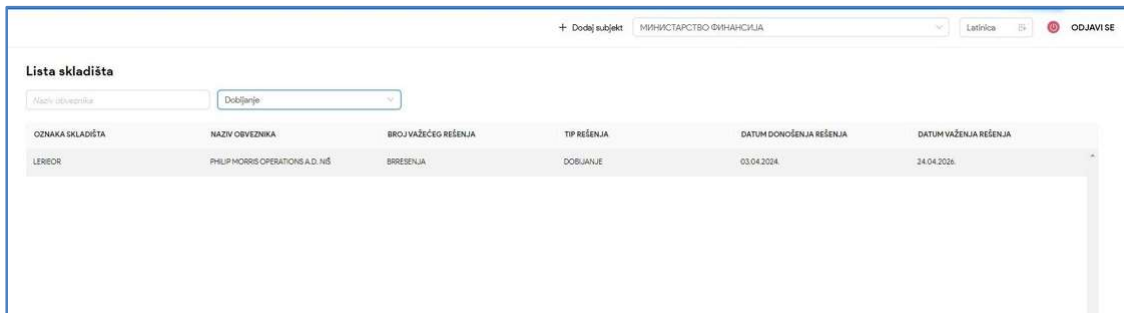 + Dodaj subjekt МИНИСТАРСТВО ФИНАНСИЈА Latinica ODJAVI SE
Lista skladišta
Naziv obveznika Dobijanje
OZNAKA SKLADIŠTA NAZIV OBVEZNIKA BROJ VAŽEĆEG REŠENJA TIP REŠENJA DATUM DONOŠENJA REŠENJA DATUM VAŽENJA REŠENJA
LERIEOR PHILIP MORRIS OPERATIONS A.D. NIŠ BRRESENJA DOBIJANJE 03.04.2024. 24.04.2026.